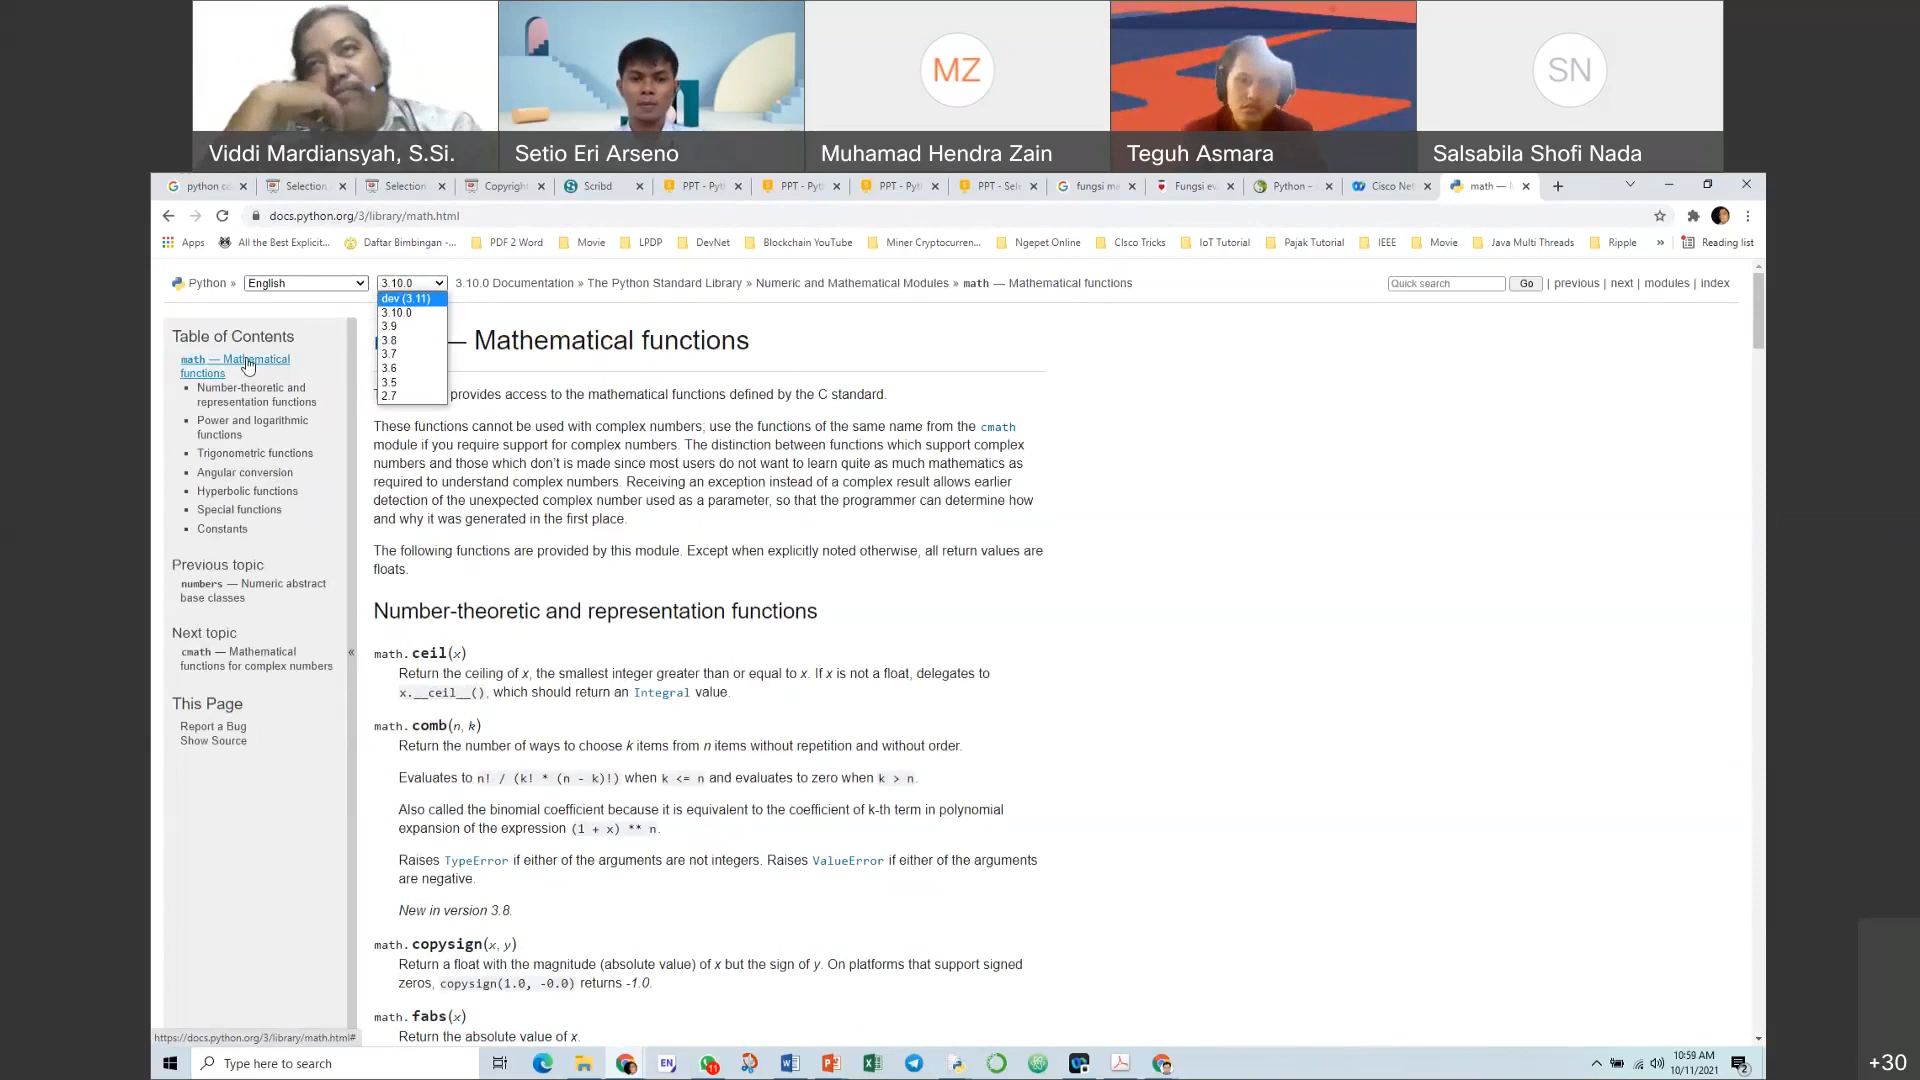 MZ
SN
Viddi Mardiansyah, S.Si.
Setio Eri Arseno
Muhamad Hendra Zain
Teguh Asmara
Salsabila Shofi Nada
python co
Selection
Selection
Copyright
Scribd
PPT - Pyt
PPT - Pyt
PPT - Pyt
PPT - Sel
fungsi m
Fungsi e
Python –
Cisco Net
math —
docs.python.org/3/library/math.html
Apps
All the Best Explicit...
Daftar Bimbingan -...
PDF 2 Word
Movie
LPDP
DevNet
Blockchain YouTube
Miner Cryptocurren...
Ngepet Online
CIsco Tricks
IoT Tutorial
Pajak Tutorial
IEEE
Movie
Java Multi Threads
Ripple
»
Reading list
Python » English 3.10.0 3.10.0 Documentation » The Python Standard Library » Numeric and Mathematical Modules » math — Mathematical functions
Quick search Go | previous | next | modules | index
dev (3.11)
3.10.0
3.9
3.8
3.7
3.6
3.5
2.7
Table of Contents
math — Mathematical
functions
Number-theoretic and
representation functions
Power and logarithmic
functions
Trigonometric functions
Angular conversion
Hyperbolic functions
Special functions
Constants
Previous topic
numbers — Numeric abstract
base classes
Next topic
cmath — Mathematical
functions for complex numbers
«
This Page
Report a Bug
Show Source
— Mathematical functions
provides access to the mathematical functions defined by the C standard.
These functions cannot be used with complex numbers; use the functions of the same name from the cmath
module if you require support for complex numbers. The distinction between functions which support complex
numbers and those which don't is made since most users do not want to learn quite as much mathematics as
required to understand complex numbers. Receiving an exception instead of a complex result allows earlier
detection of the unexpected complex number used as a parameter, so that the programmer can determine how
and why it was generated in the first place.
The following functions are provided by this module. Except when explicitly noted otherwise, all return values are
floats.
Number-theoretic and representation functions
math.ceil(x)
Return the ceiling of x, the smallest integer greater than or equal to x. If x is not a float, delegates to
x.__ceil__(), which should return an Integral value.
math.comb(n, k)
Return the number of ways to choose k items from n items without repetition and without order.
Evaluates to n! / (k! * (n - k)!) when k <= n and evaluates to zero when k > n.
Also called the binomial coefficient because it is equivalent to the coefficient of k-th term in polynomial
expansion of the expression (1 + x) ** n.
Raises TypeError if either of the arguments are not integers. Raises ValueError if either of the arguments
are negative.
New in version 3.8.
math.copysign(x, y)
Return a float with the magnitude (absolute value) of x but the sign of y. On platforms that support signed
zeros, copysign(1.0, -0.0) returns -1.0.
math.fabs(x)
Return the absolute value of x.
https://docs.python.org/3/library/math.html#
Type here to search
EN
11
10:59 AM
10/11/2021
2
+30